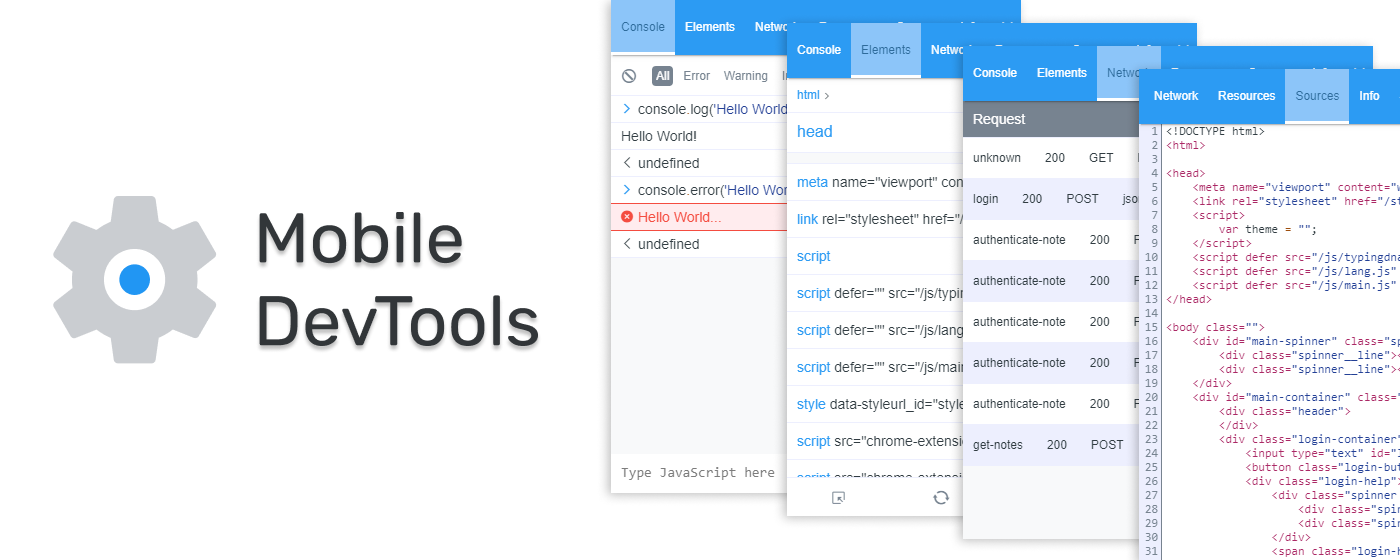 Mobile
DevTools
Console Elements
All Error Warning
console.log('Hello World
Hello World!
undefined
console.error('Hello Wor
Hello World...
undefined
Type JavaScript here
Console Elements
html
head
meta name="viewport" con
link rel="stylesheet" href="/
script
script defer="" src="/js/typin
script defer="" src="/js/lang
script defer="" src="/js/mai
style data-styleurl_id="style
script src="chrome-extensi
Console Elements
Request
unknown 200 GET
login 200 POST jso
authenticate-note 200
authenticate-note 200
authenticate-note 200
authenticate-note 200
authenticate-note 200
get-notes 200 POST
Network Resources Sources Info
1 <!DOCTYPE html>
2 <html>
3
4 <head>
5 <meta name="viewport" content="w
6 <link rel="stylesheet" href="/st
7 <script>
8 var theme = "";
9 </script>
10 <script defer src="/js/typingdna
11 <script defer src="/js/lang.js"
12 <script defer src="/js/main.js"
13 </head>
14
15 <body class="">
16 <div id="main-spinner" class="sp
17 <div class="spinner__line"><
18 <div class="spinner__line"><
19 </div>
20 <div id="main-container" class="
21 <div class="header">
22 </div>
23 <div class="login-container"
24 <input type="text" id="l
25 <button class="login-but
26 <div class="login-help">
27 <div class="spinner
28 <div class="spin
29 <div class="spin
30 </div>
31 <span class="login-h